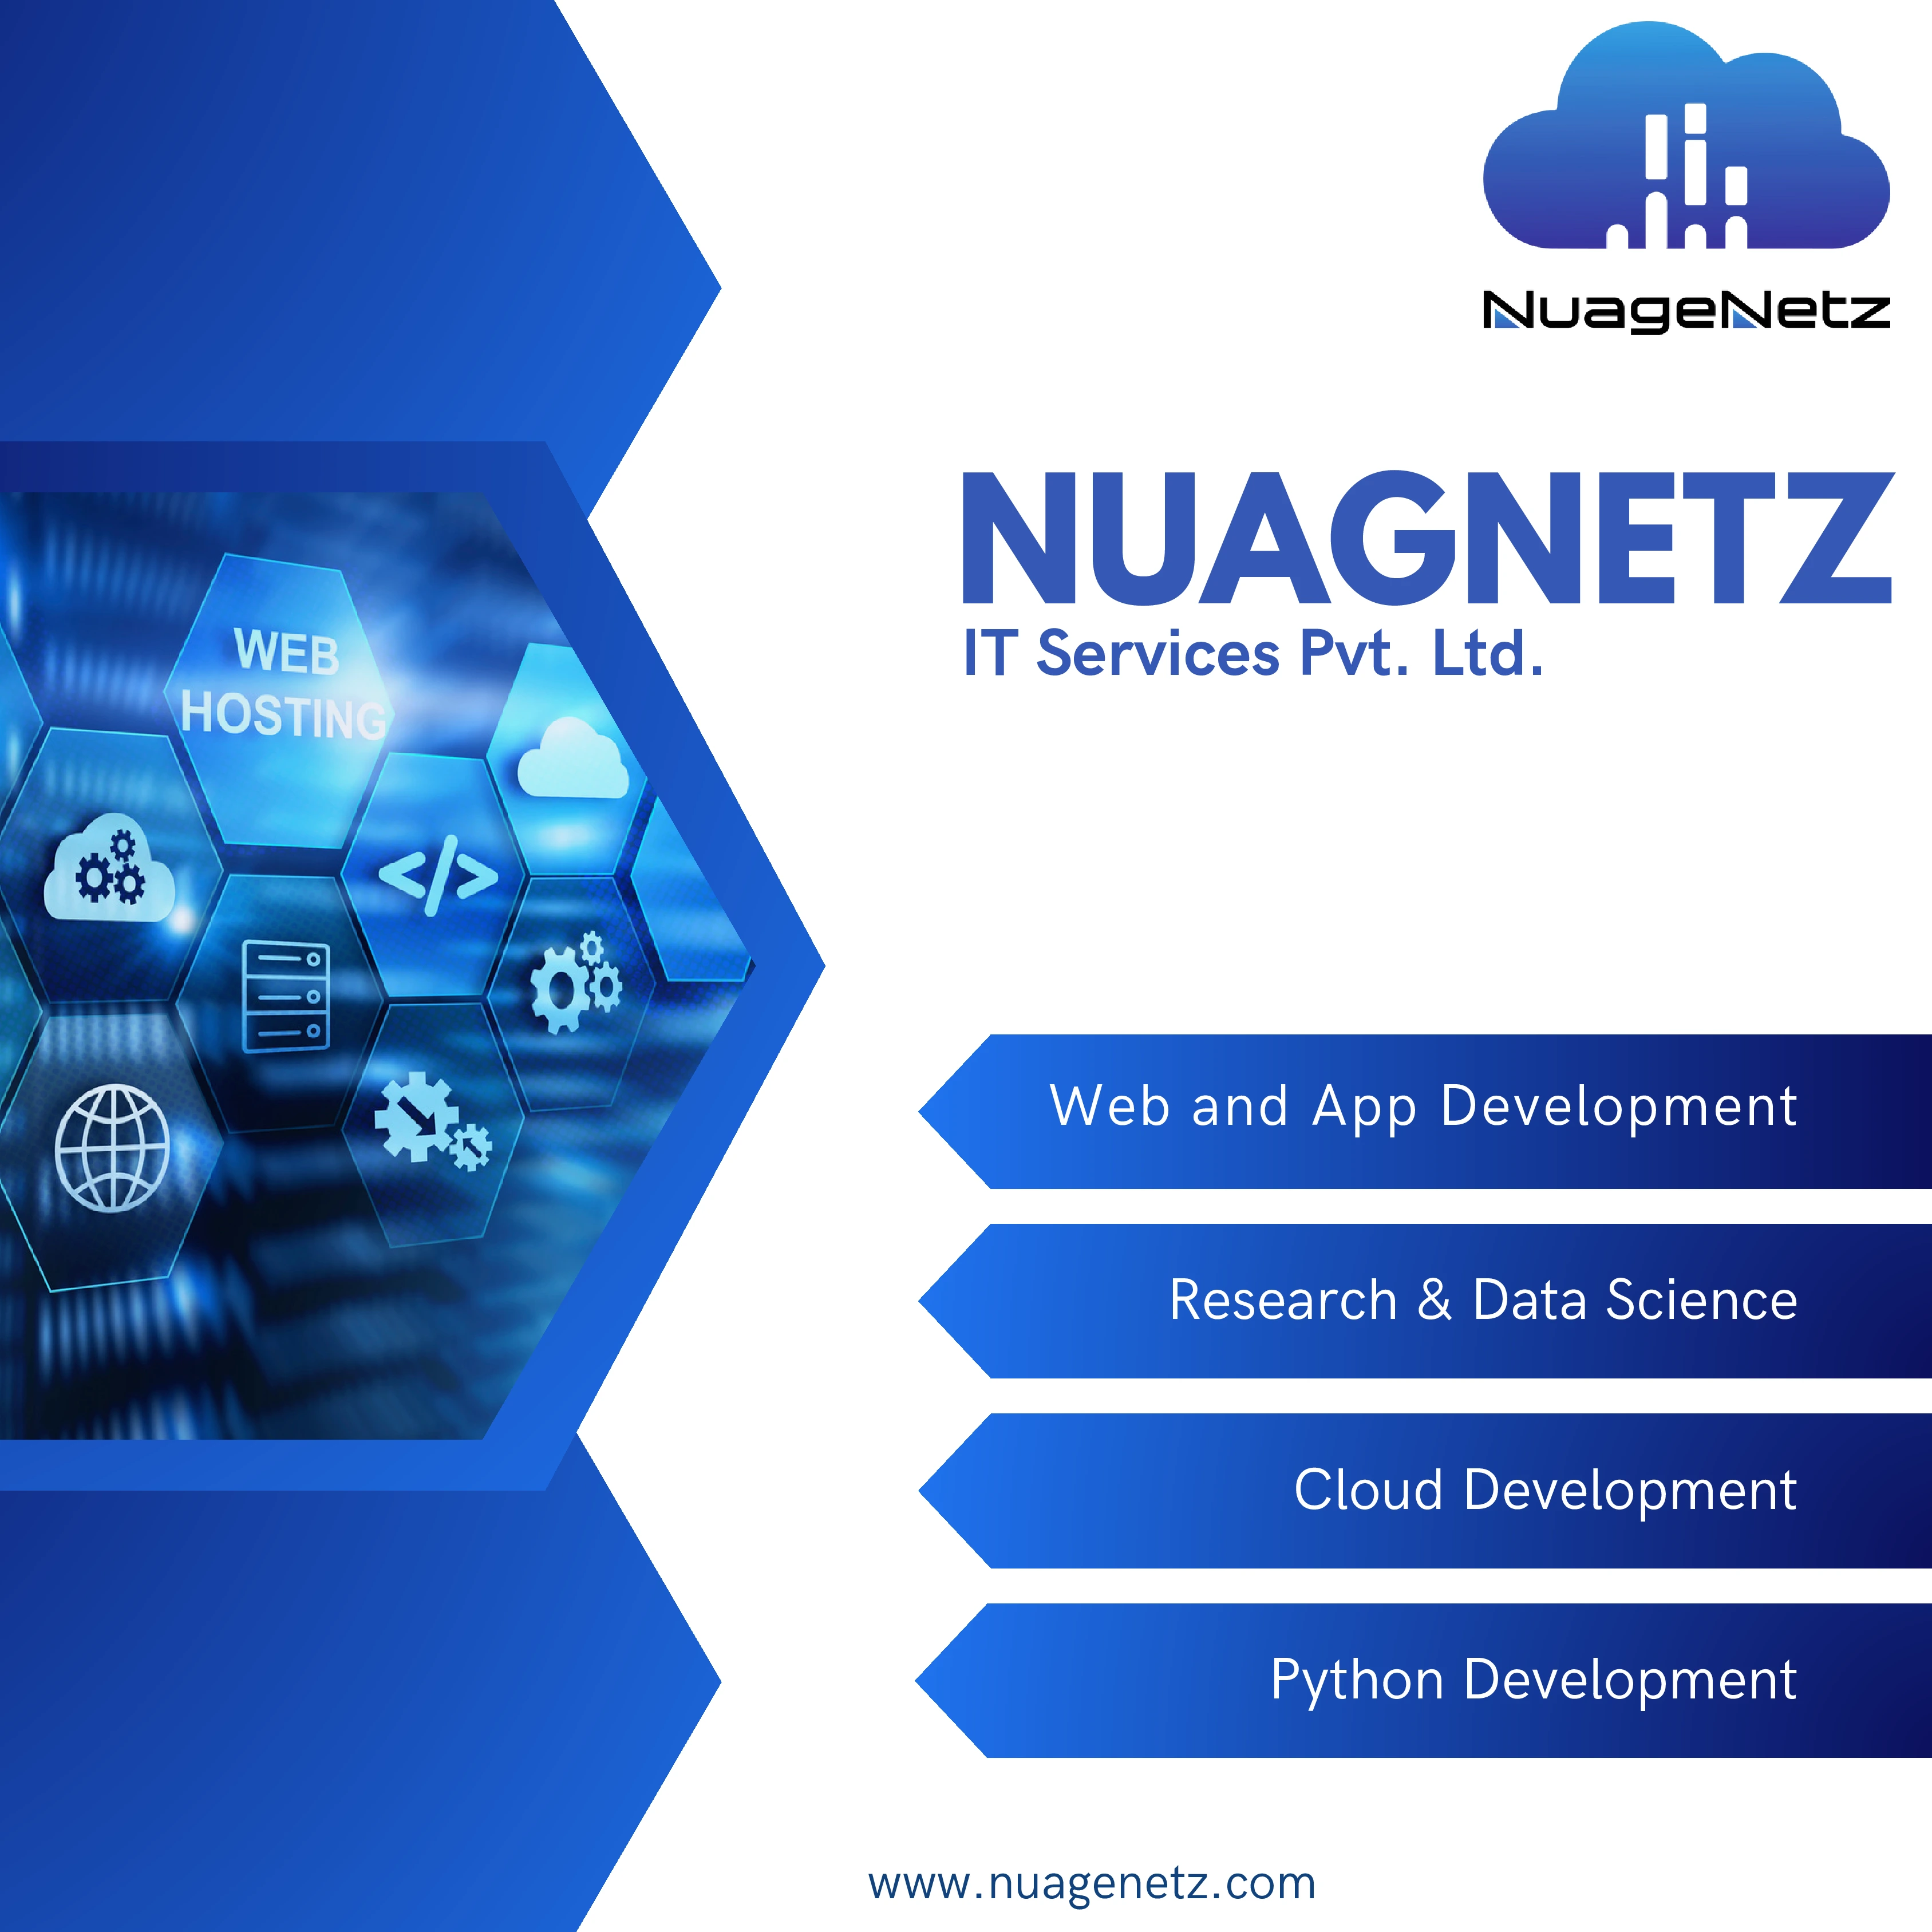 NuageNetz
NUAGNETZ
IT Services Pvt. Ltd.
WEB
HOSTING
</>
Web and App Development
Research & Data Science
Cloud Development
Python Development
www.nuagenetz.com